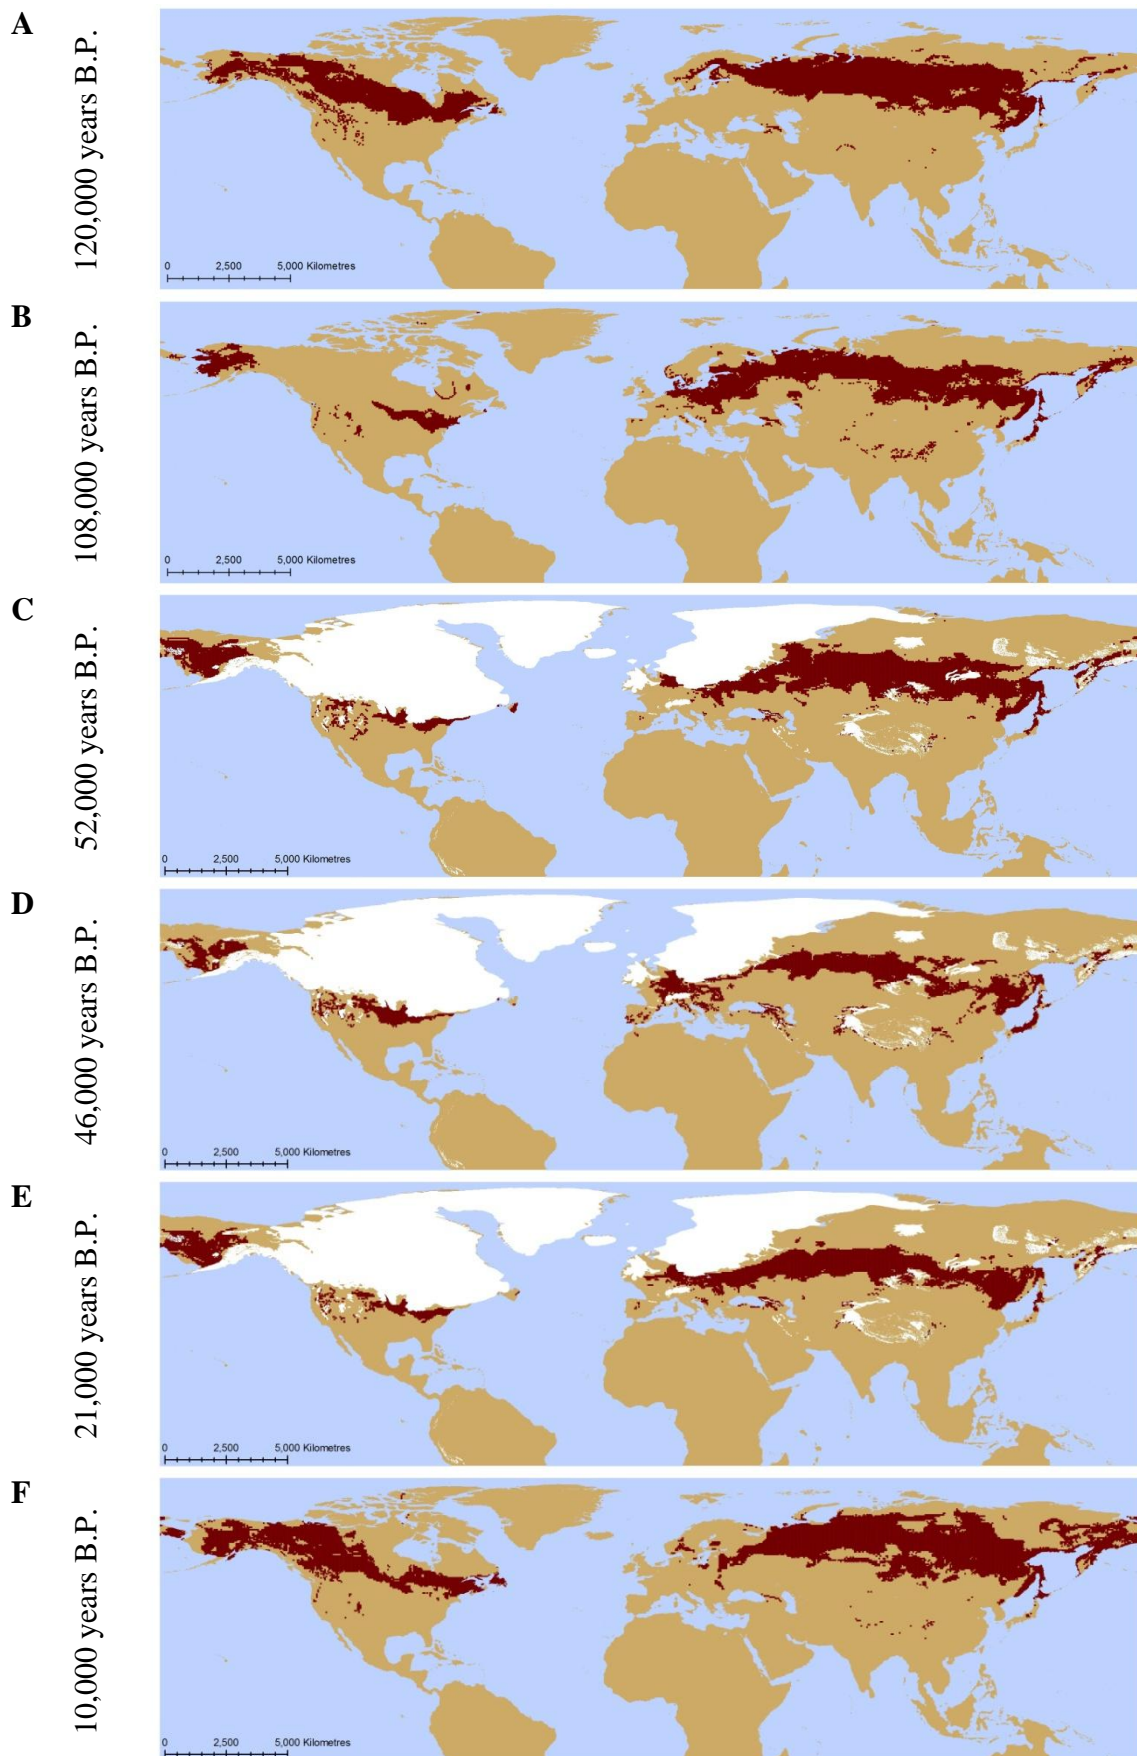 A
120,000 years B.P.
0 2,500 5,000 Kilometres
B
108,000 years B.P.
0 2,500 5,000 Kilometres
C
52,000 years B.P.
0 2,500 5,000 Kilometres
D
46,000 years B.P.
0 2,500 5,000 Kilometres
E
21,000 years B.P.
0 2,500 5,000 Kilometres
F
10,000 years B.P.
0 2,500 5,000 Kilometres